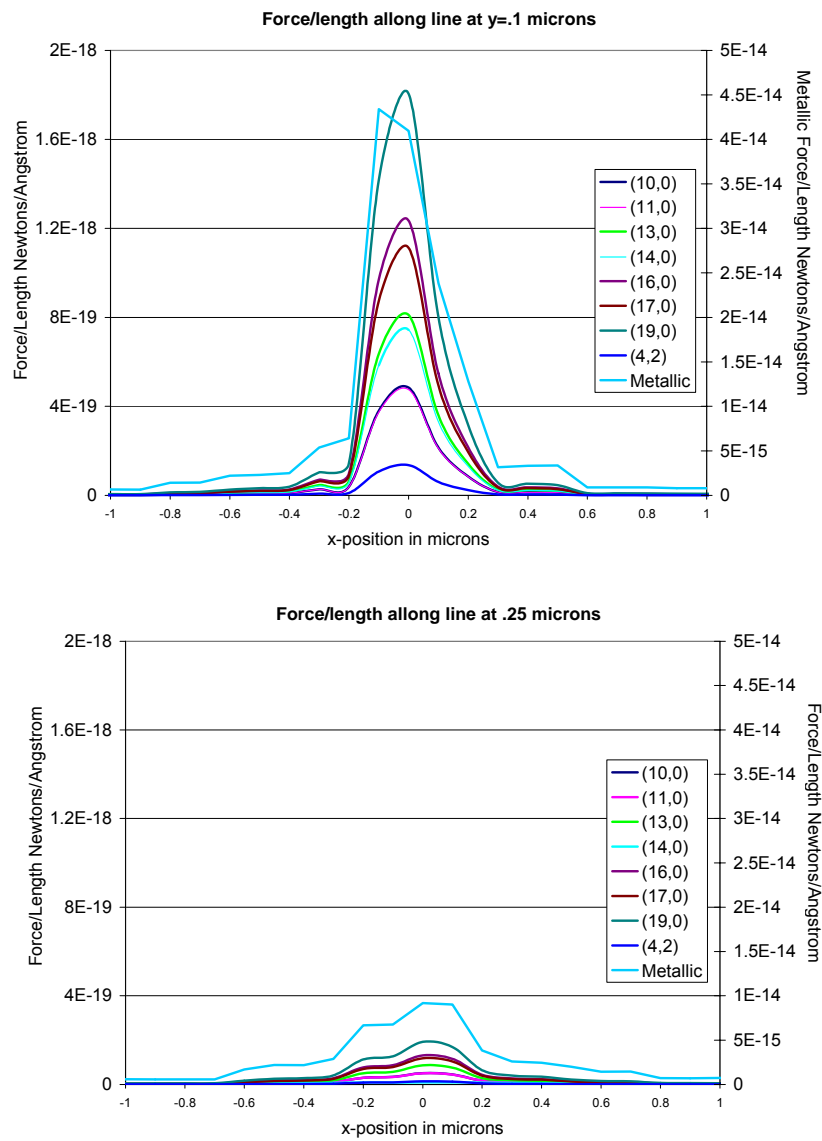 Force/length allong line at y=.1 microns
2E-18
1.6E-18
1.2E-18
8E-19
4E-19
0
Force/Length Newtons/Angstrom
5E-14
4.5E-14
4E-14
3.5E-14
3E-14
2.5E-14
2E-14
1.5E-14
1E-14
5E-15
0
Metallic Force/Length Newtons/Angstrom
(10,0)
(11,0)
(13,0)
(14,0)
(16,0)
(17,0)
(19,0)
(4,2)
Metallic
-1 -0.8 -0.6 -0.4 -0.2 0 0.2 0.4 0.6 0.8 1
x-position in microns
Force/length allong line at .25 microns
2E-18
1.6E-18
1.2E-18
8E-19
4E-19
0
Force/Length Newtons/Angstrom
5E-14
4.5E-14
4E-14
3.5E-14
3E-14
2.5E-14
2E-14
1.5E-14
1E-14
5E-15
0
Force/Length Newtons/Angstrom
(10,0)
(11,0)
(13,0)
(14,0)
(16,0)
(17,0)
(19,0)
(4,2)
Metallic
-1 -0.8 -0.6 -0.4 -0.2 0 0.2 0.4 0.6 0.8 1
x-position in microns